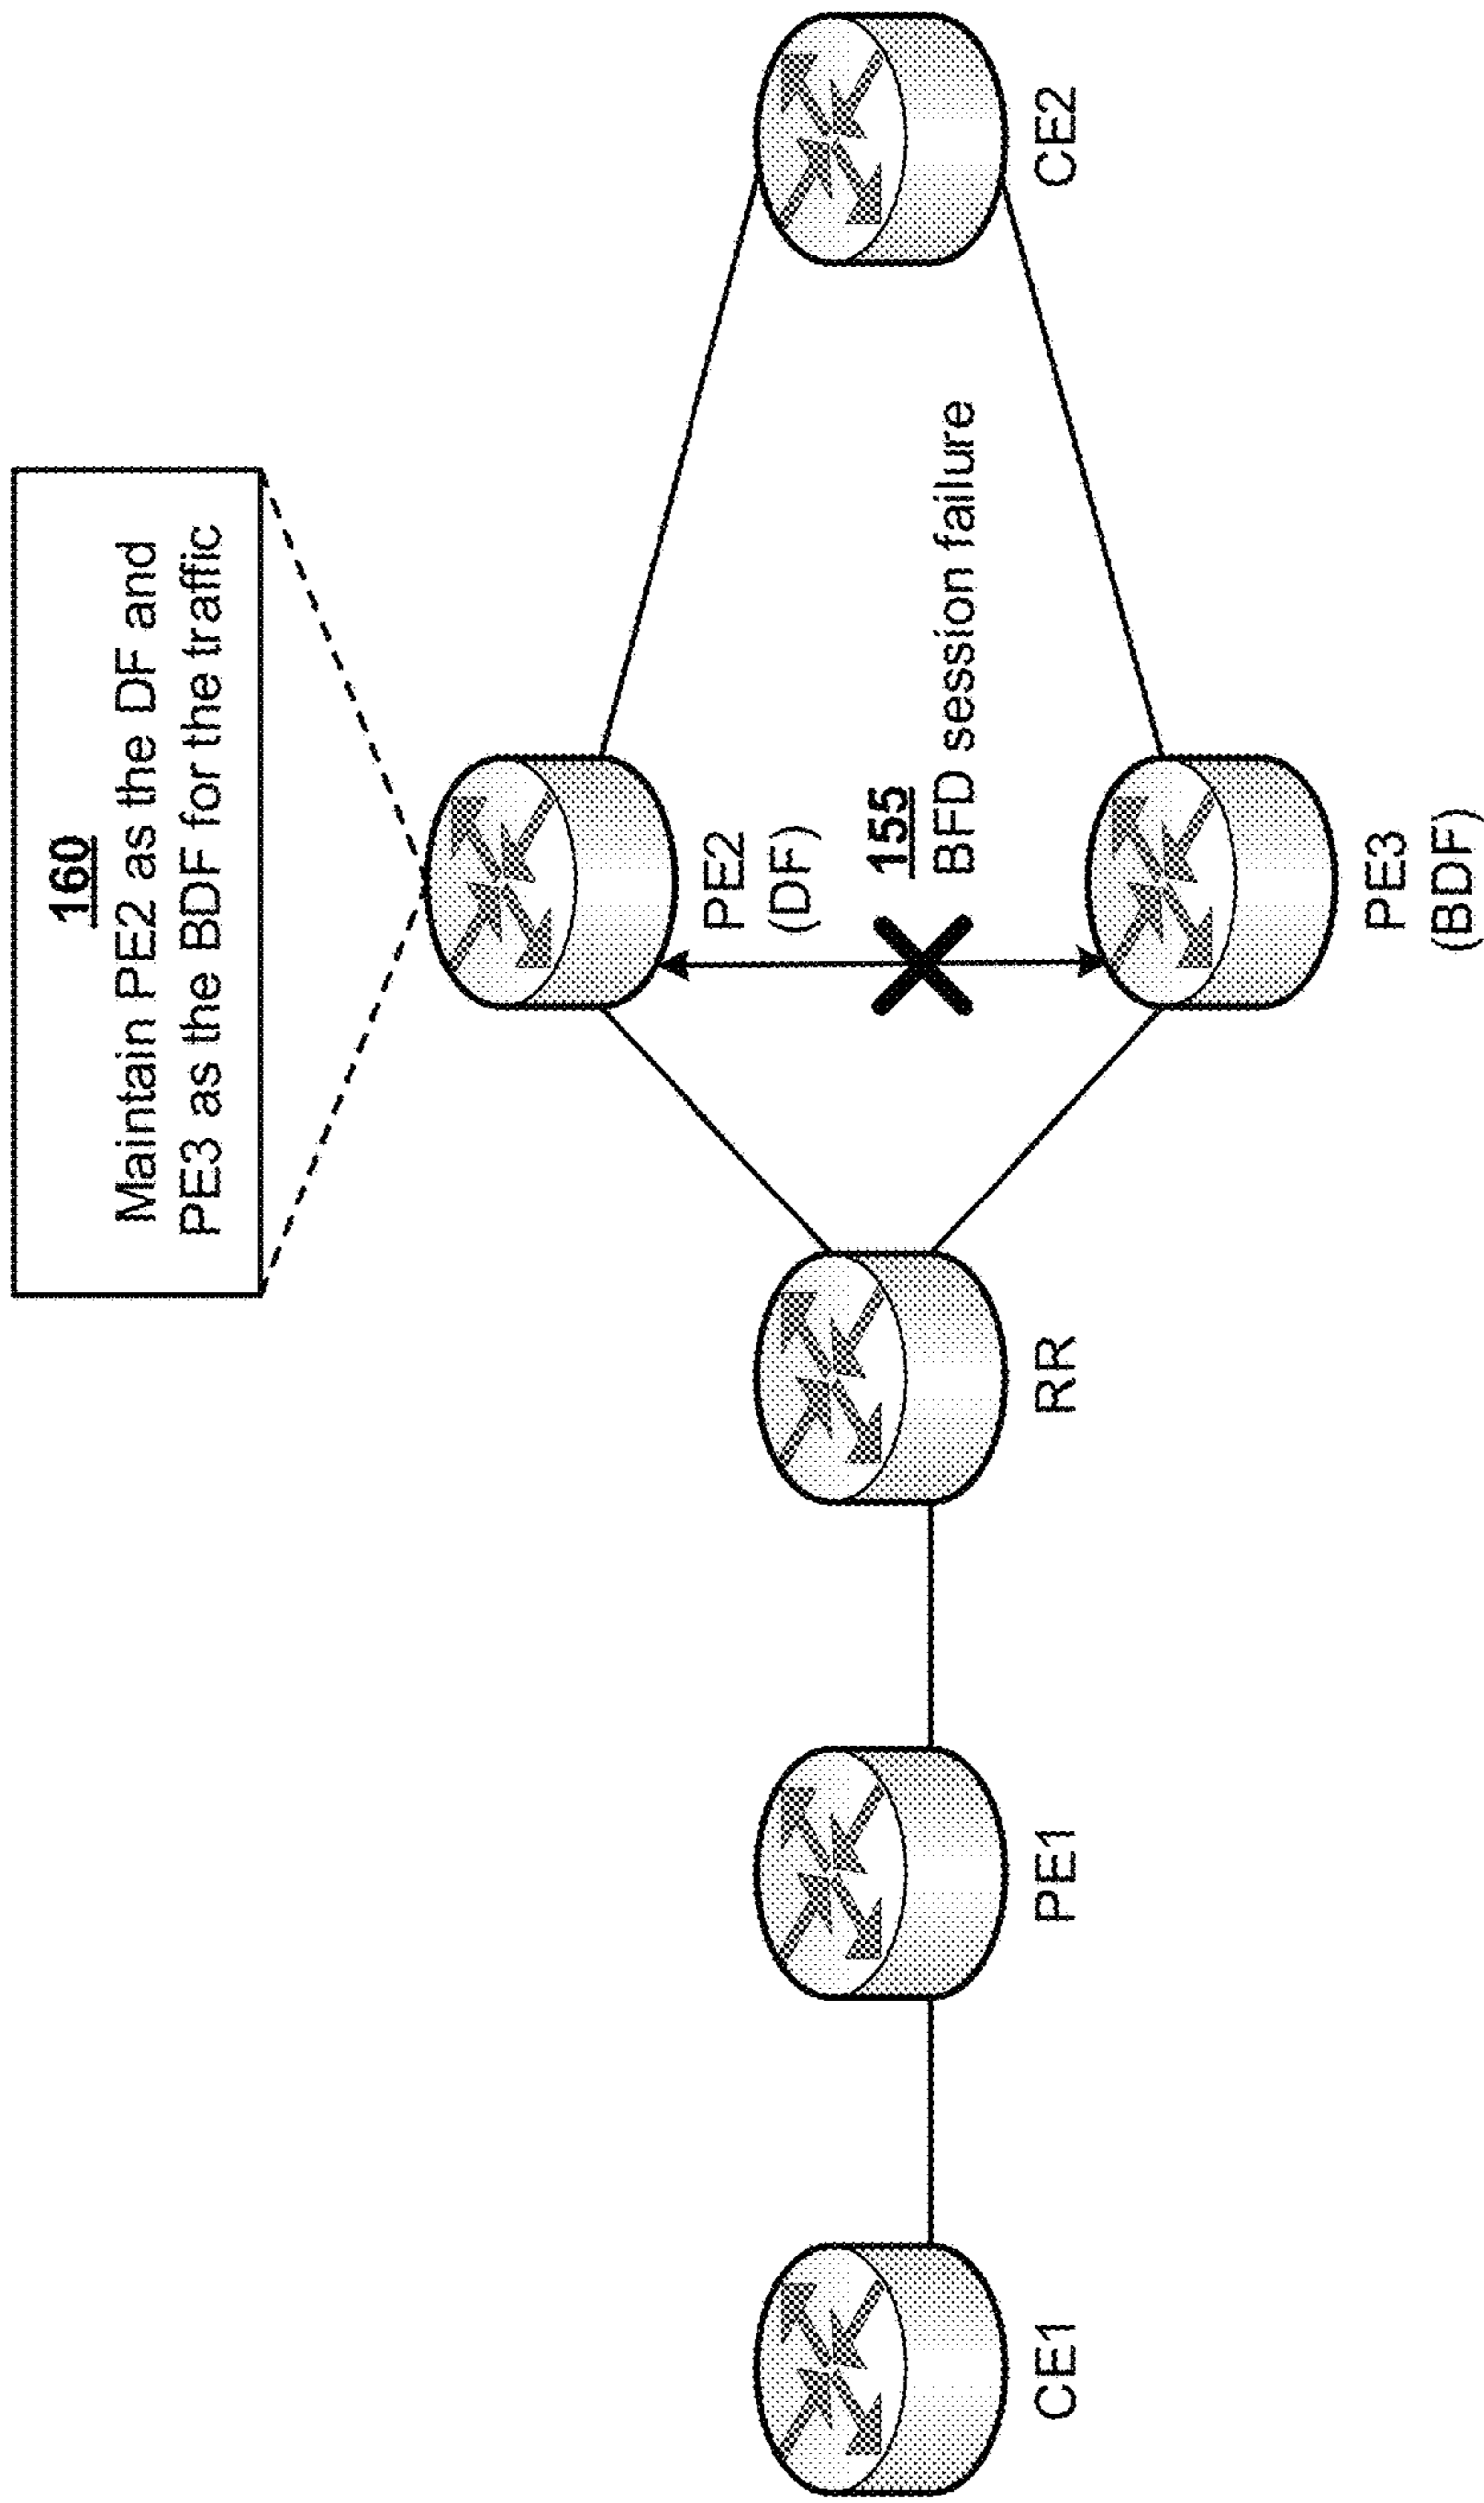 160
Maintain PE2 as the DF and
PE3 as the BDF for the traffic
CE1
PE1
RR
PE2
(DF)
155
BFD session failure
PE3
(BDF)
CE2